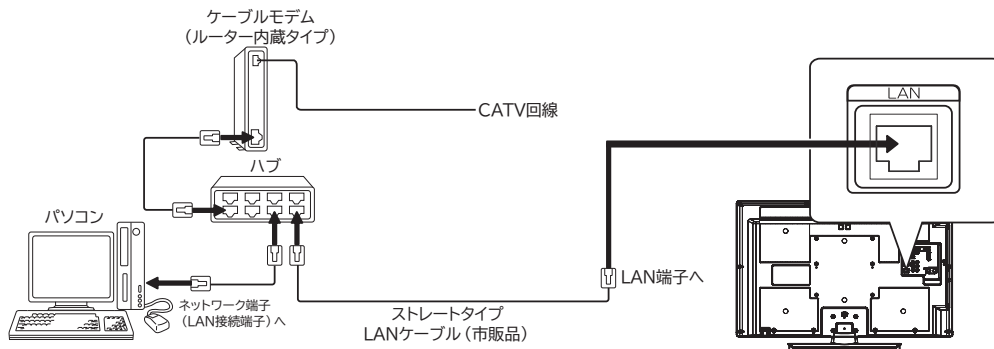 ケーブルモデム
（ルーター内蔵タイプ）
CATV回線
LAN
ハブ
パソコン
ネットワーク端子
（LAN接続端子）へ
LAN端子へ
ストレートタイプ
LANケーブル（市販品）